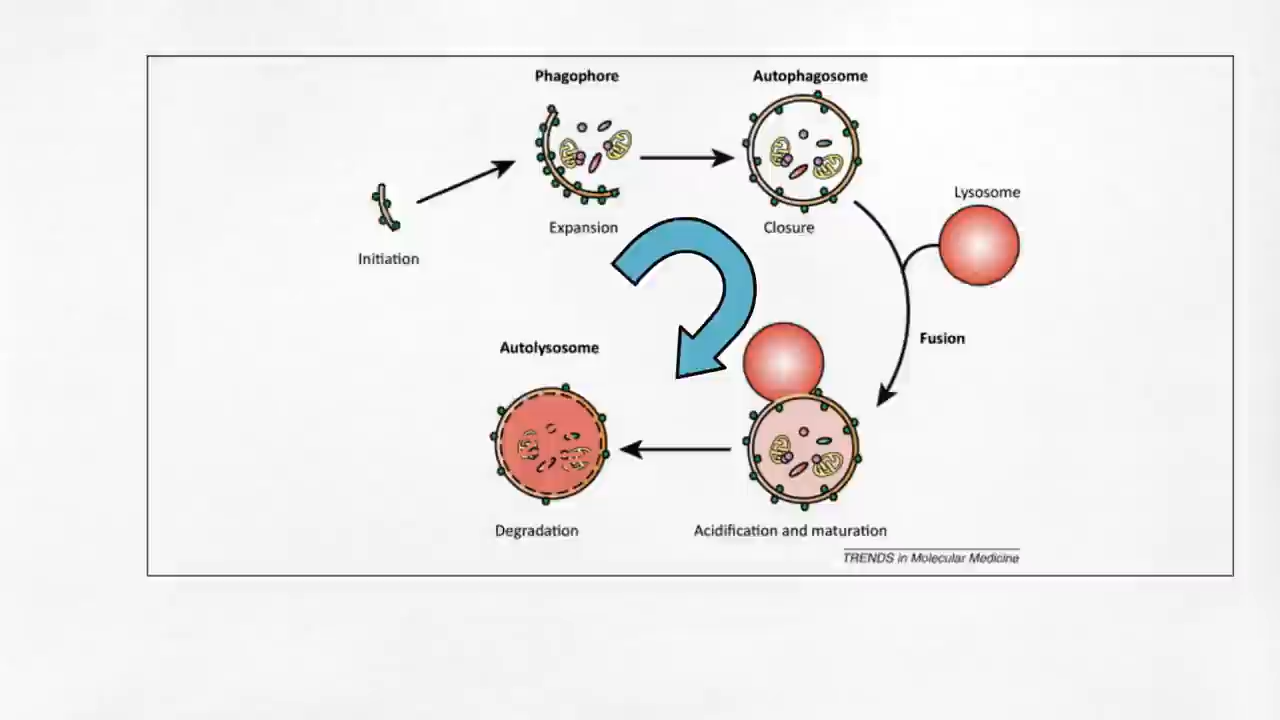 Phagophore
Autophagosome
Lysosome
Expansion
Closure
Initiation
Fusion
Autolysosome
Degradation
Acidification and maturation
TRENDS in Molecular Medicine